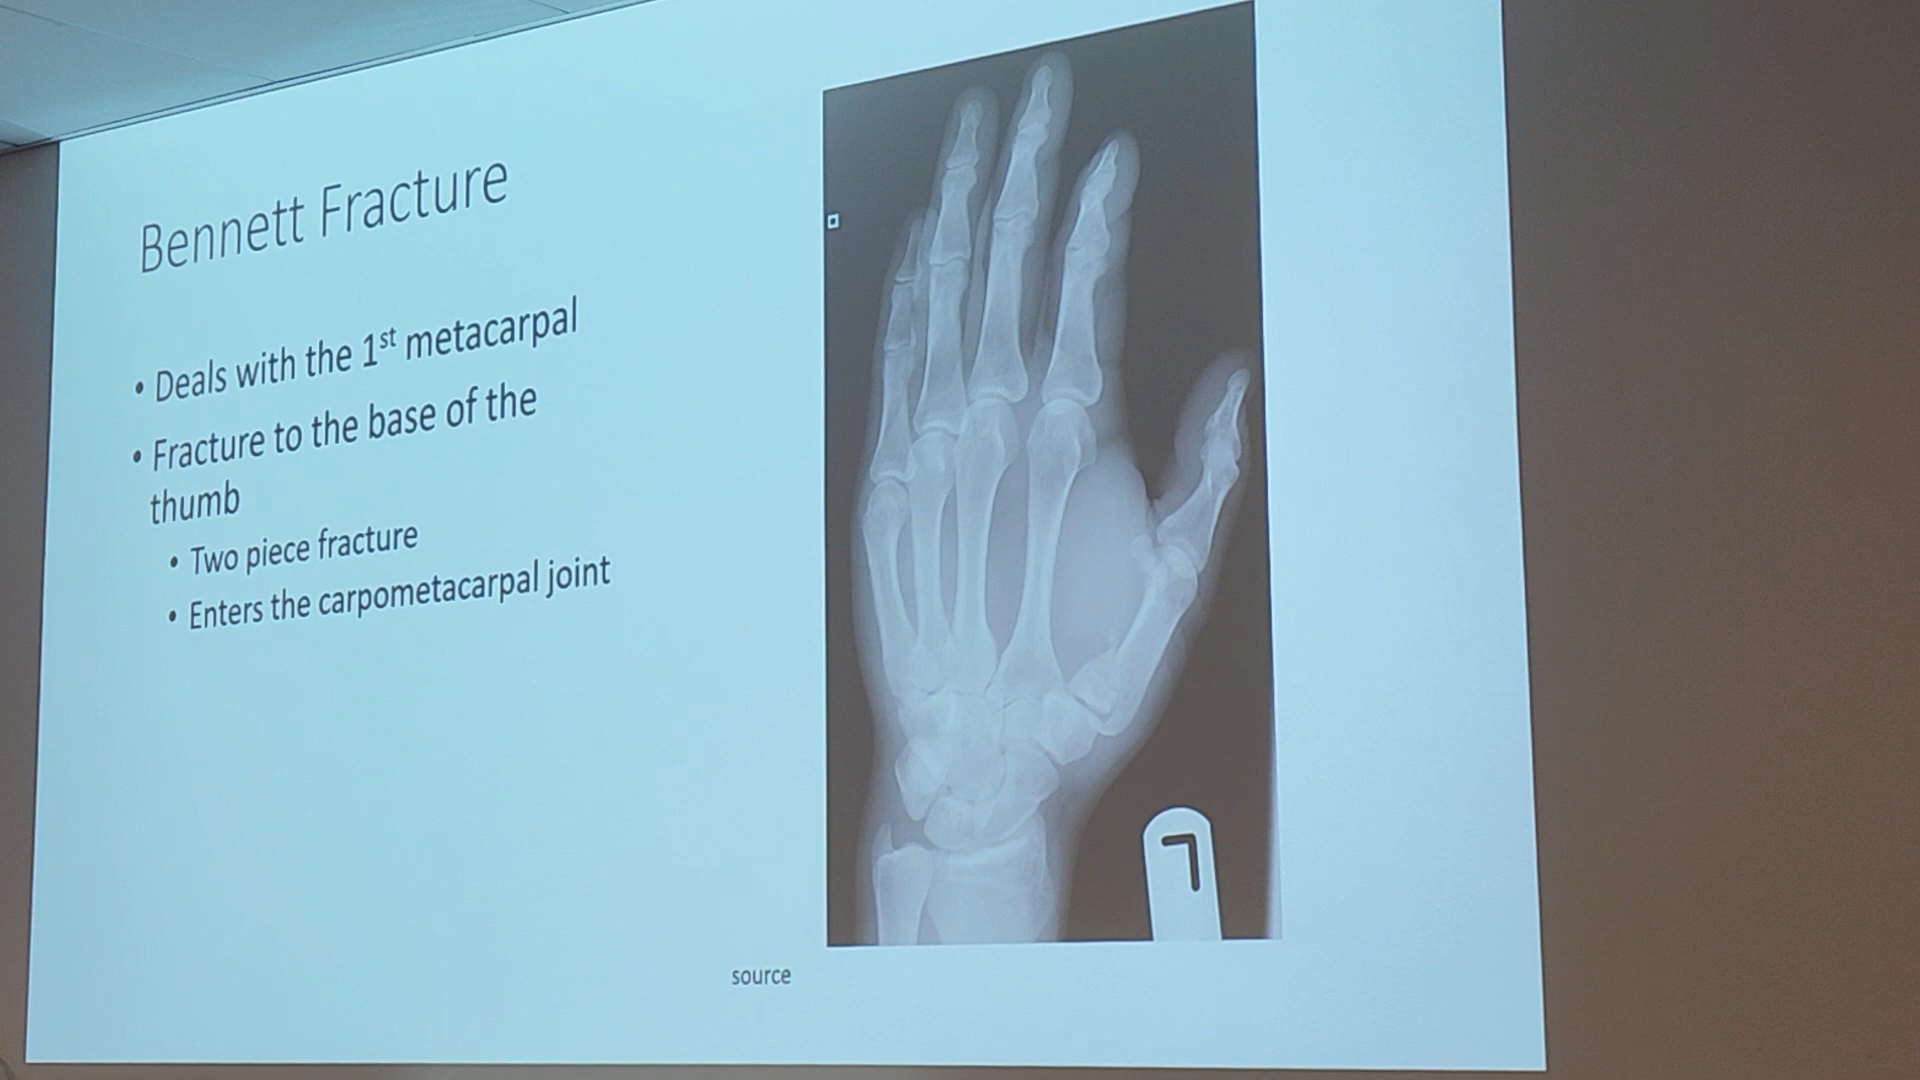 Bennett Fracture
• Deals with the 1st metacarpal
• Fracture to the base of the
thumb
• Two piece fracture
• Enters the carpometacarpal joint
L
source